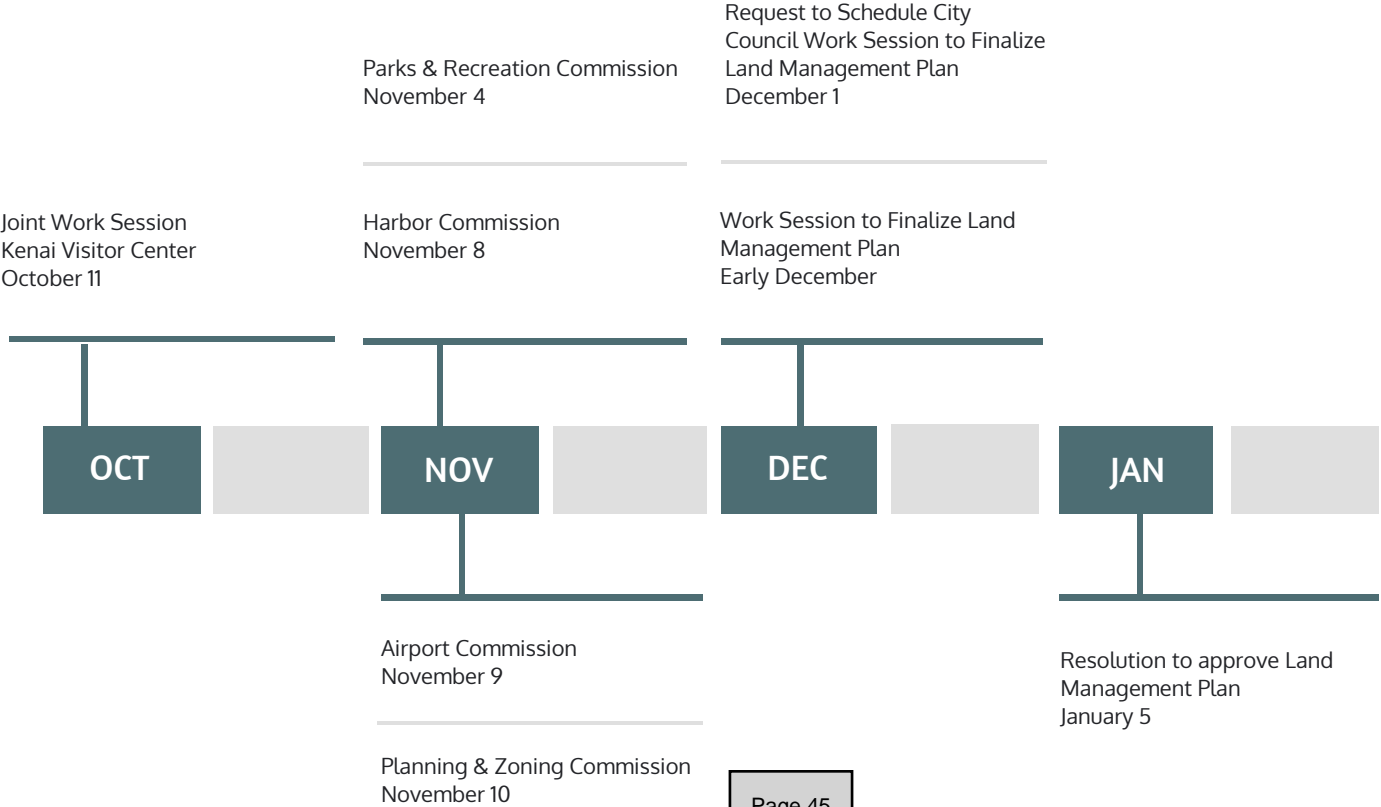 Request to Schedule City
Council Work Session to Finalize
Land Management Plan
December 1
Parks & Recreation Commission
November 4
Joint Work Session
Kenai Visitor Center
October 11
Harbor Commission
November 8
Work Session to Finalize Land
Management Plan
Early December
OCT
NOV
DEC
JAN
Airport Commission
November 9
Planning & Zoning Commission
November 10
Resolution to approve Land
Management Plan
January 5
Page 45